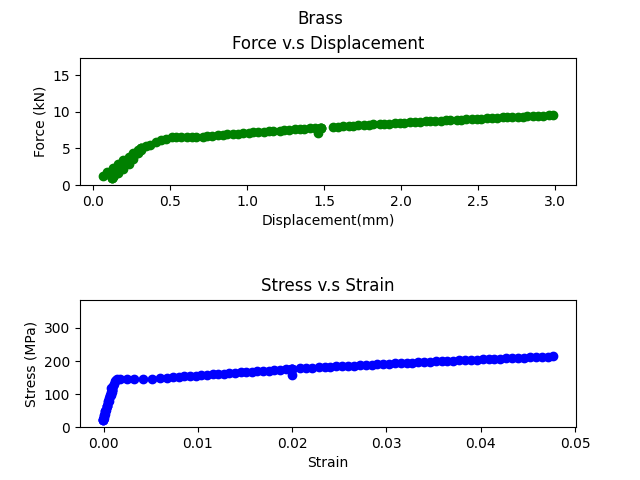 Brass
Force v.s Displacement
15
10
5
0
Force (kN)
0.0 0.5 1.0 1.5 2.0 2.5 3.0
Displacement(mm)
Stress v.s Strain
300
200
100
0
Stress (MPa)
0.00 0.01 0.02 0.03 0.04 0.05
Strain